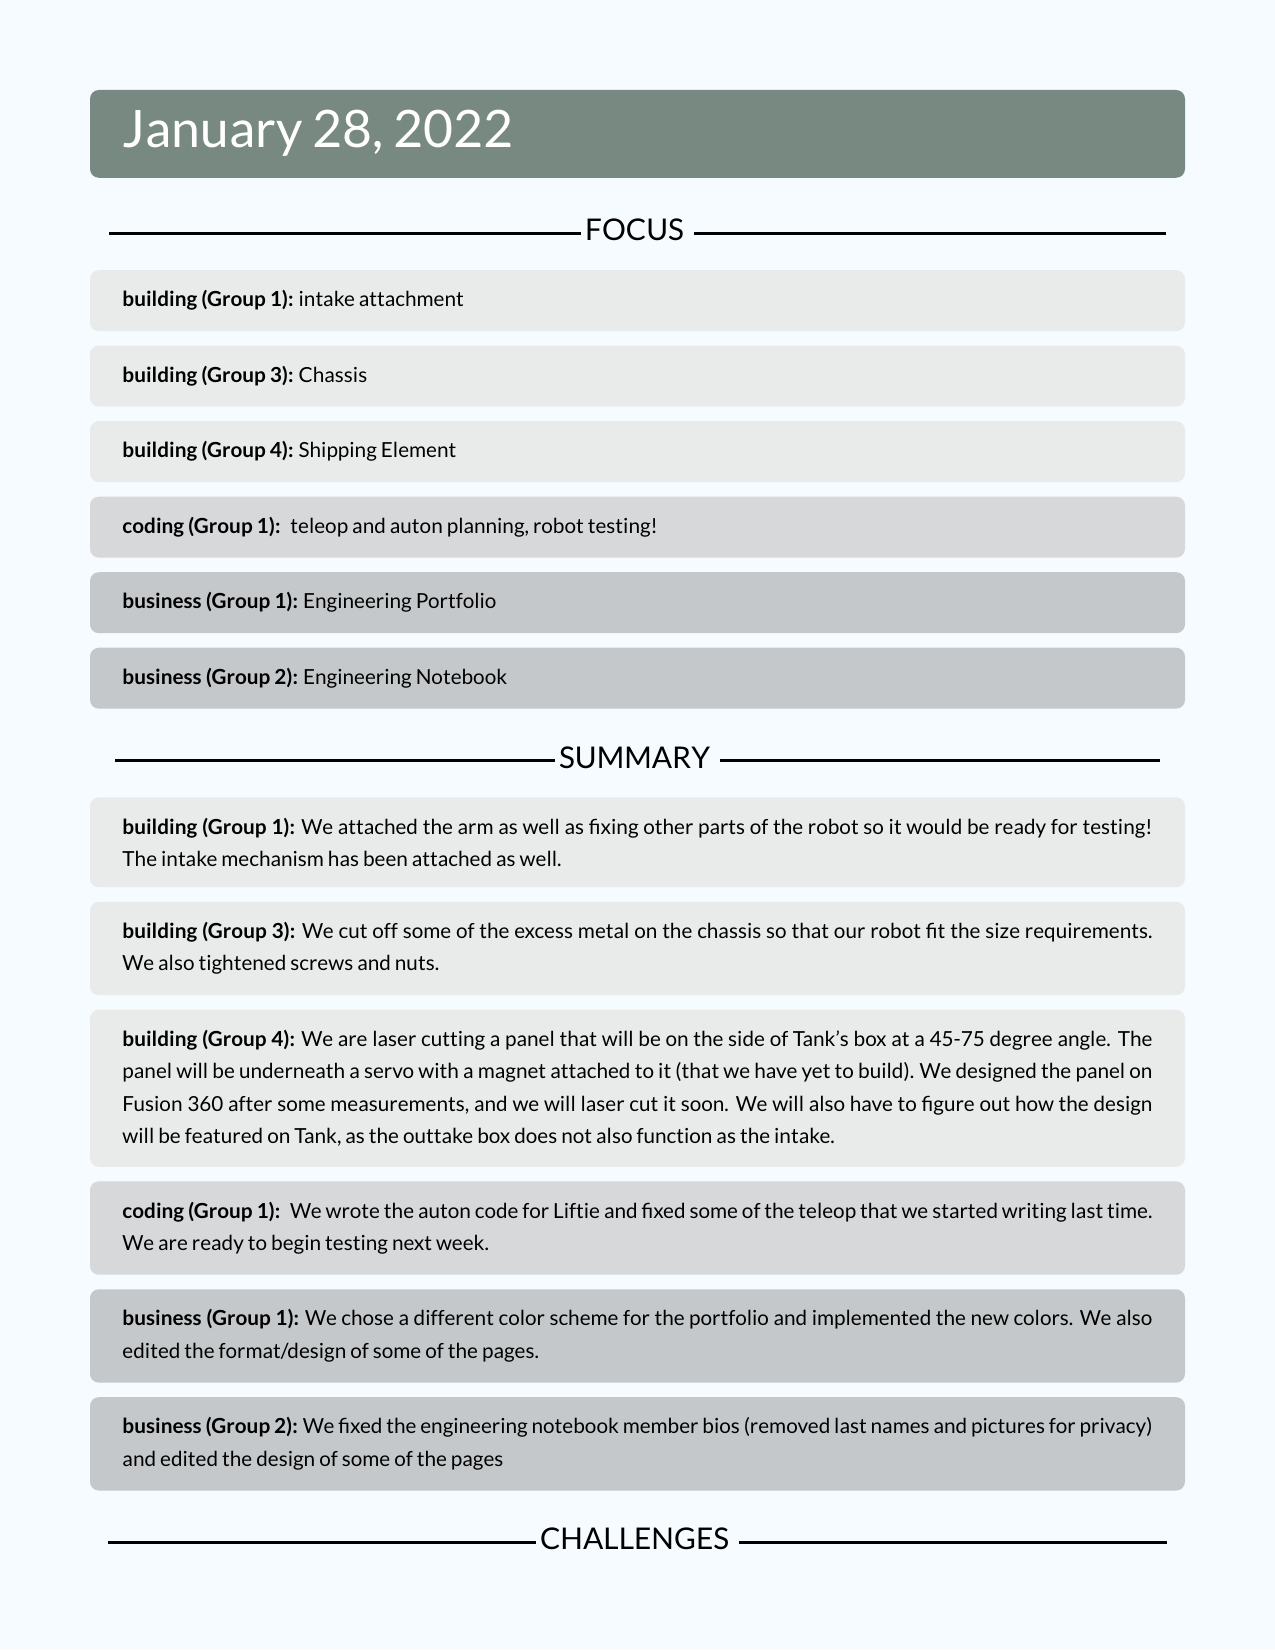 January 28, 2022
FOCUS
building (Group 1): intake attachment
building (Group 3): Chassis
building (Group 4): Shipping Element
coding (Group 1): teleop and auton planning, robot testing!
business (Group 1): Engineering Portfolio
business (Group 2): Engineering Notebook
SUMMARY
building (Group 1): We attached the arm as well as fixing other parts of the robot so it would be ready for testing!
The intake mechanism has been attached as well.
building (Group 3): We cut off some of the excess metal on the chassis so that our robot fit the size requirements.
We also tightened screws and nuts.
building (Group 4): We are laser cutting a panel that will be on the side of Tank’s box at a 45-75 degree angle. The
panel will be underneath a servo with a magnet attached to it (that we have yet to build). We designed the panel on
Fusion 360 after some measurements, and we will laser cut it soon. We will also have to figure out how the design
will be featured on Tank, as the outtake box does not also function as the intake.
coding (Group 1): We wrote the auton code for Liftie and fixed some of the teleop that we started writing last time.
We are ready to begin testing next week.
business (Group 1): We chose a different color scheme for the portfolio and implemented the new colors. We also
edited the format/design of some of the pages.
business (Group 2): We fixed the engineering notebook member bios (removed last names and pictures for privacy)
and edited the design of some of the pages
CHALLENGES